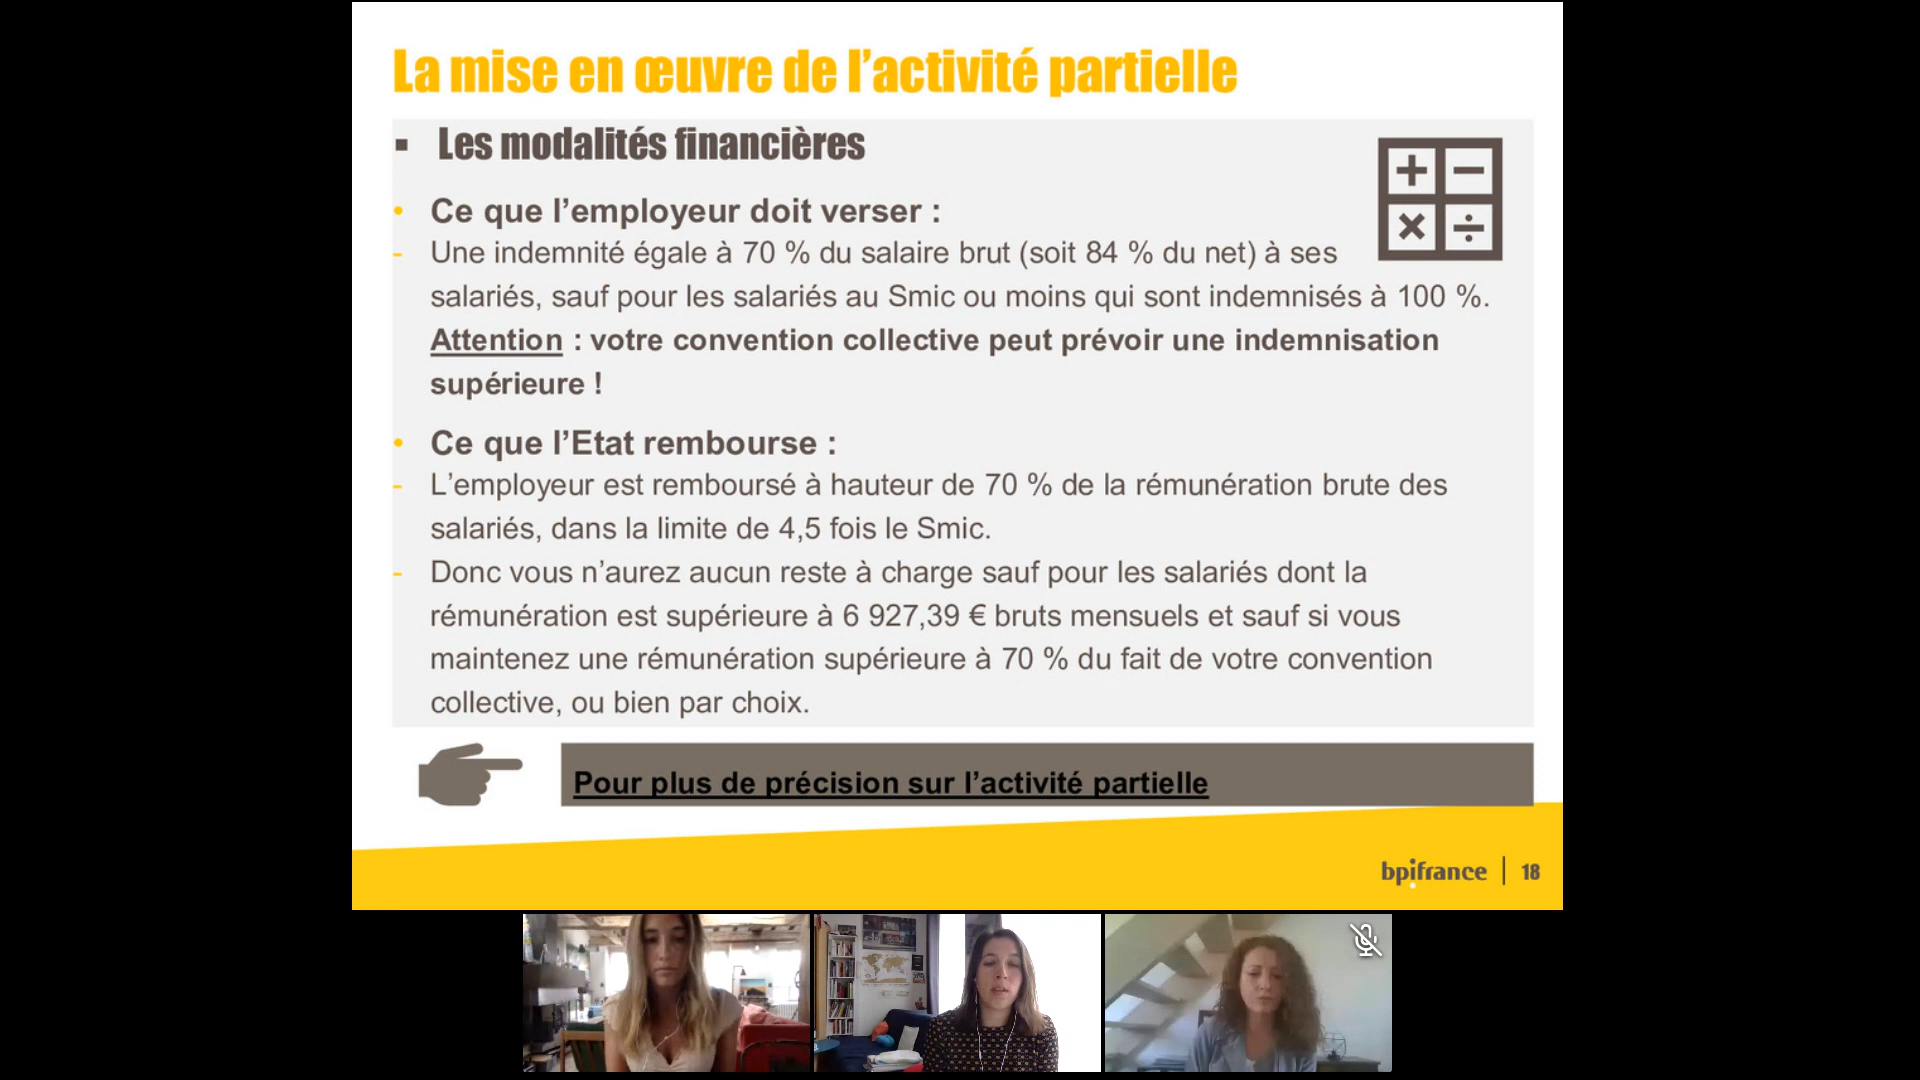 La mise en œuvre de l’activité partielle
▪ Les modalités financières
• Ce que l’employeur doit verser :
- Une indemnité égale à 70 % du salaire brut (soit 84 % du net) à ses
salariés, sauf pour les salariés au Smic ou moins qui sont indemnisés à 100 %.
Attention : votre convention collective peut prévoir une indemnisation
supérieure !
• Ce que l’Etat rembourse :
- L’employeur est remboursé à hauteur de 70 % de la rémunération brute des
salariés, dans la limite de 4,5 fois le Smic.
- Donc vous n’aurez aucun reste à charge sauf pour les salariés dont la
rémunération est supérieure à 6 927,39 € bruts mensuels et sauf si vous
maintenez une rémunération supérieure à 70 % du fait de votre convention
collective, ou bien par choix.
Pour plus de précision sur l’activité partielle
bpifrance | 18